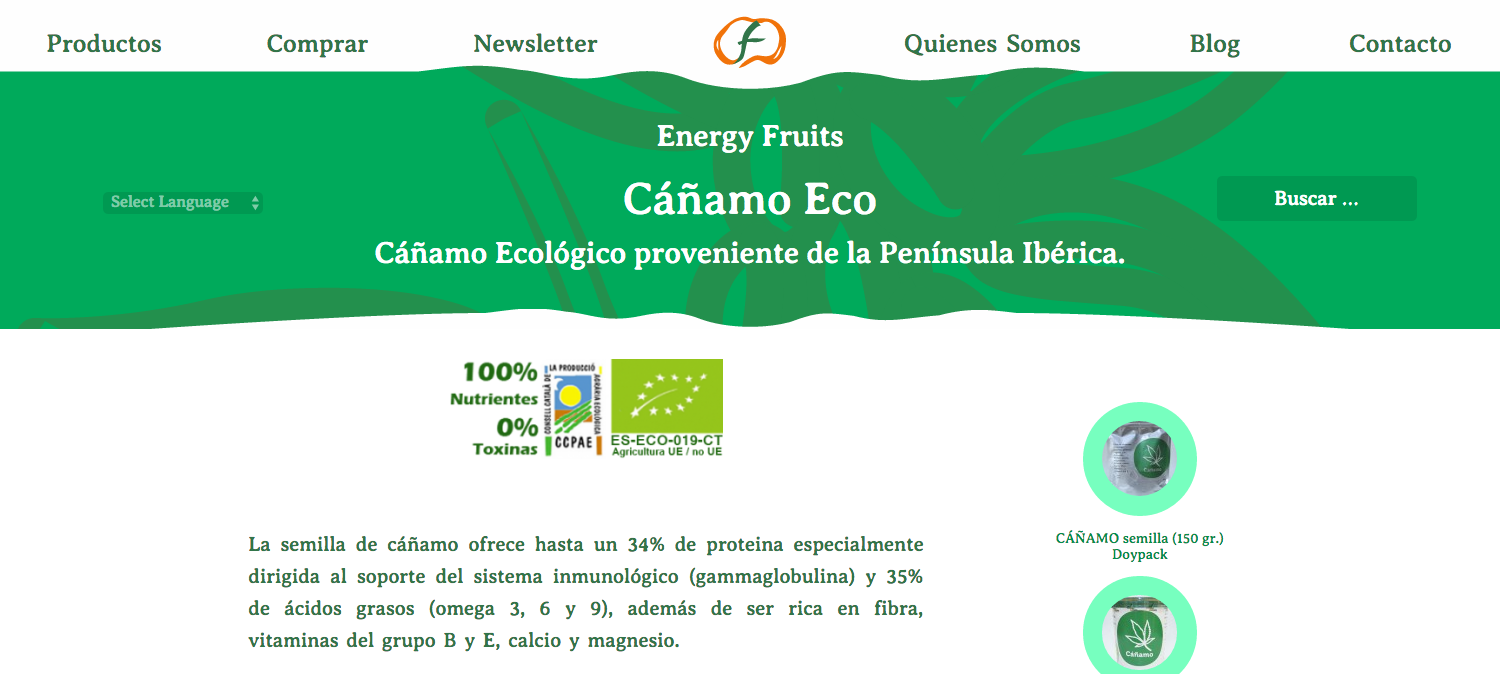 Productos
Comprar
Newsletter
f
Quienes Somos
Blog
Contacto
Energy Fruits
Select Language
Cáñamo Eco
Buscar ...
Cáñamo Ecológico proveniente de la Península Ibérica.
100%
Nutrientes
0%
Toxinas
CONSELL CATALÀ DE
LA PRODUCCIÓ
AGRÀRIA ECOLÒGICA
CCPAE
ES-ECO-019-CT
Agricultura UE / no UE
La semilla de cáñamo ofrece hasta un 34% de proteina especialmente
dirigida al soporte del sistema inmunológico (gammaglobulina) y 35%
de ácidos grasos (omega 3, 6 y 9), además de ser rica en fibra,
vitaminas del grupo B y E, calcio y magnesio.
CÁÑAMO semilla (150 gr.)
Doypack
Cáñamo